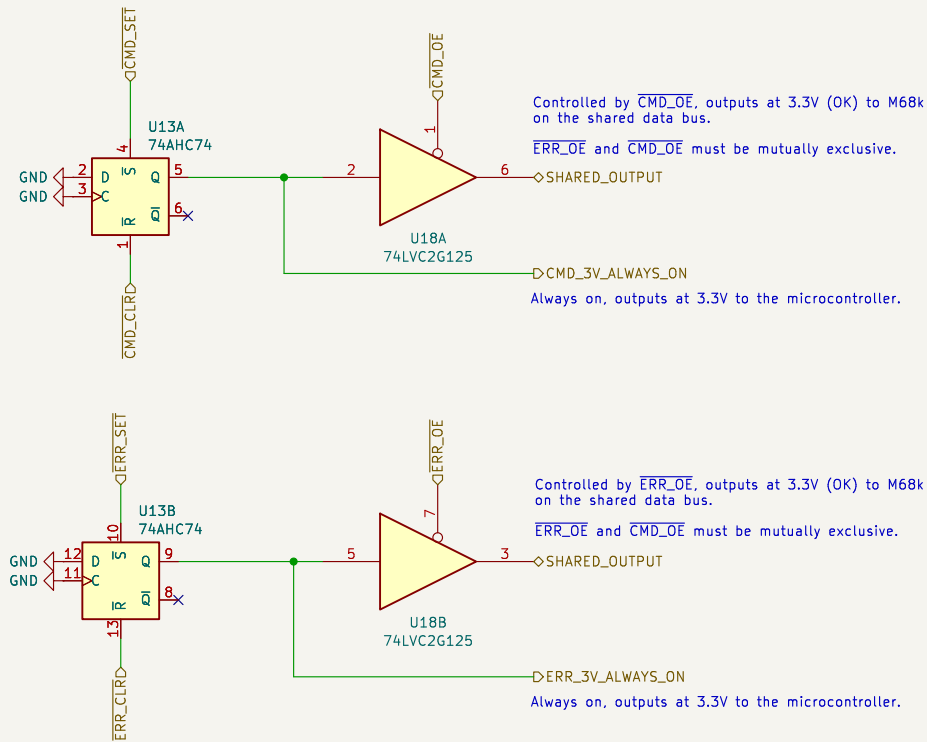 CMD_SET
CMD_OE
Controlled by CMD_OE, outputs at 3.3V (OK) to M68k
on the shared data bus.
ERR_OE and CMD_OE must be mutually exclusive.
U13A
74AHC74
1
4
S
GND
2
D
Q
5
2
6
SHARED_OUTPUT
GND
3
C
Q
6
R
1
U18A
74LVC2G125
CMD_3V_ALWAYS_ON
Always on, outputs at 3.3V to the microcontroller.
CMD_CLR
ERR_SET
ERR_OE
Controlled by ERR_OE, outputs at 3.3V (OK) to M68k
on the shared data bus.
ERR_OE and CMD_OE must be mutually exclusive.
U13B
74AHC74
7
10
S
GND
12
D
Q
9
5
3
SHARED_OUTPUT
GND
11
C
Q
8
R
13
U18B
74LVC2G125
ERR_3V_ALWAYS_ON
Always on, outputs at 3.3V to the microcontroller.
ERR_CLR